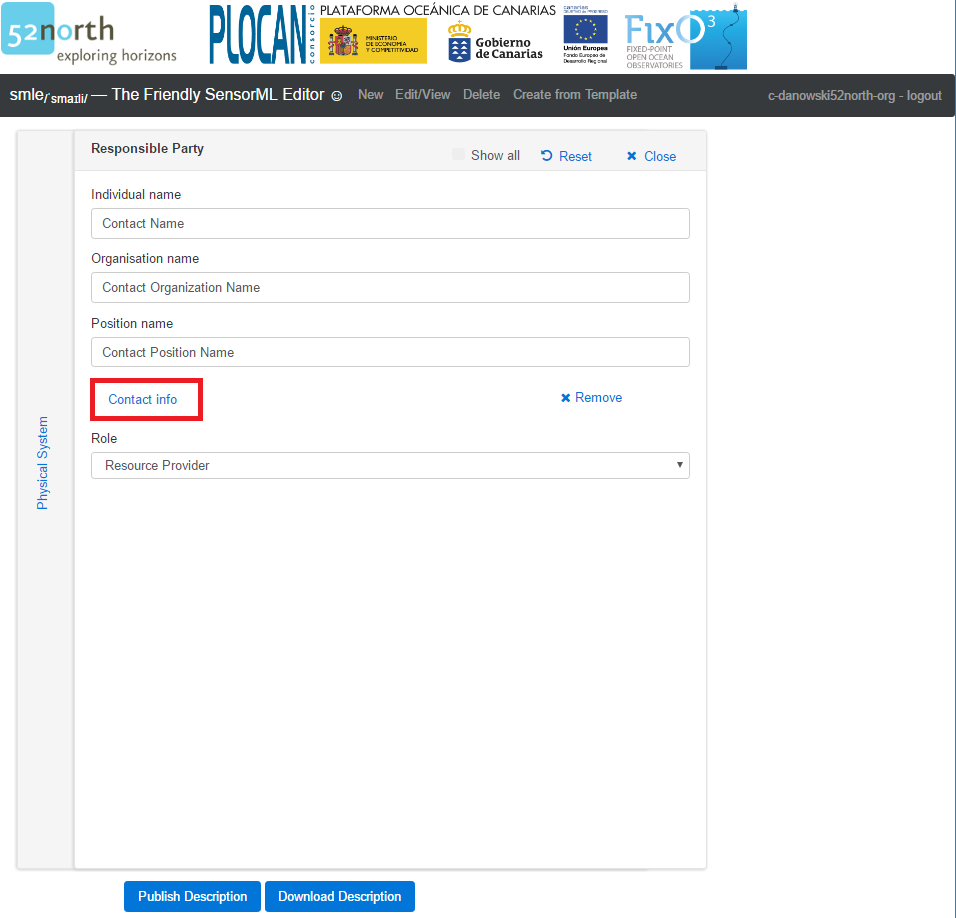 52north
exploring horizons
PLOCAN
consorcio
PLATAFORMA OCEÁNICA DE CANARIAS
MINISTERIO
DE ECONOMÍA
Y COMPETITIVIDAD
Gobierno
de Canarias
canarias
Unión Europea
Fondo Europeo de
Desarrollo Regional
FixO3
FIXED-POINT
OPEN OCEAN
OBSERVATORIES
smle/ˈsmaɪli/ — The Friendly SensorML Editor ☺ New Edit/View Delete Create from Template c-danowski52north-org - logout
Responsible Party Show all Reset Close
Individual name
Contact Name
Organisation name
Contact Organization Name
Position name
Contact Position Name
Contact info Remove
Role
Resource Provider
Physical System
Publish Description Download Description